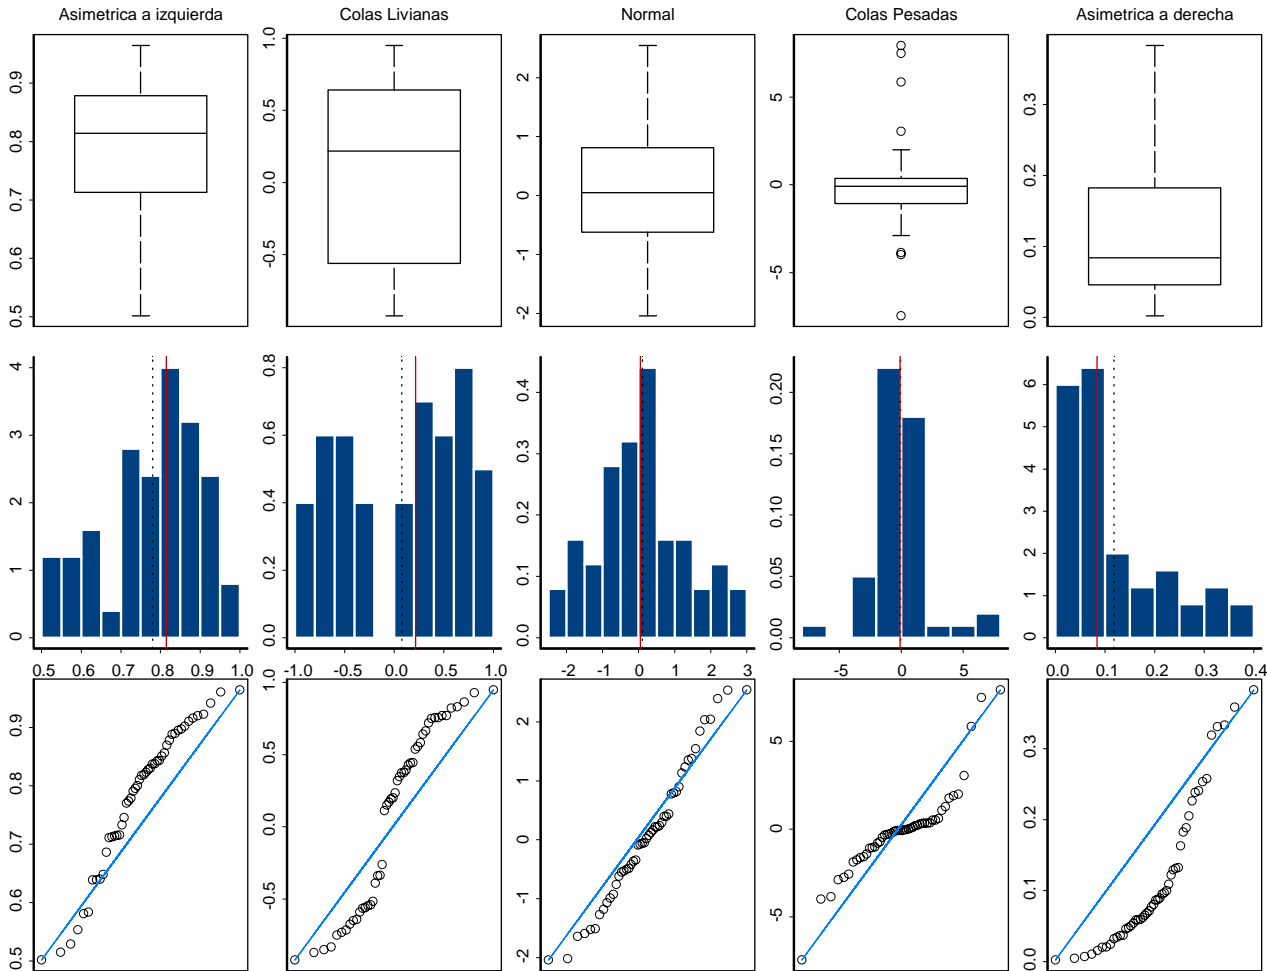 Asimetrica a izquierda
Colas Livianas
Normal
Colas Pesadas
Asimetrica a derecha
0.5 0.6 0.7 0.8 0.9
-0.5 0.0 0.5 1.0
-2 -1 0 1 2
-5 0 5
0.0 0.1 0.2 0.3
0 1 2 3 4
0.5 0.6 0.7 0.8 0.9 1.0
0.0 0.2 0.4 0.6 0.8
-1.0 -0.5 0.0 0.5 1.0
0.0 0.1 0.2 0.3 0.4
-2 -1 0 1 2 3
0.00 0.05 0.10 0.15 0.20
-5 0 5
0 1 2 3 4 5 6
0.0 0.1 0.2 0.3 0.4
0.5 0.6 0.7 0.8 0.9
-0.5 0.0 0.5 1.0
-2 -1 0 1 2
-5 0 5
0.0 0.1 0.2 0.3